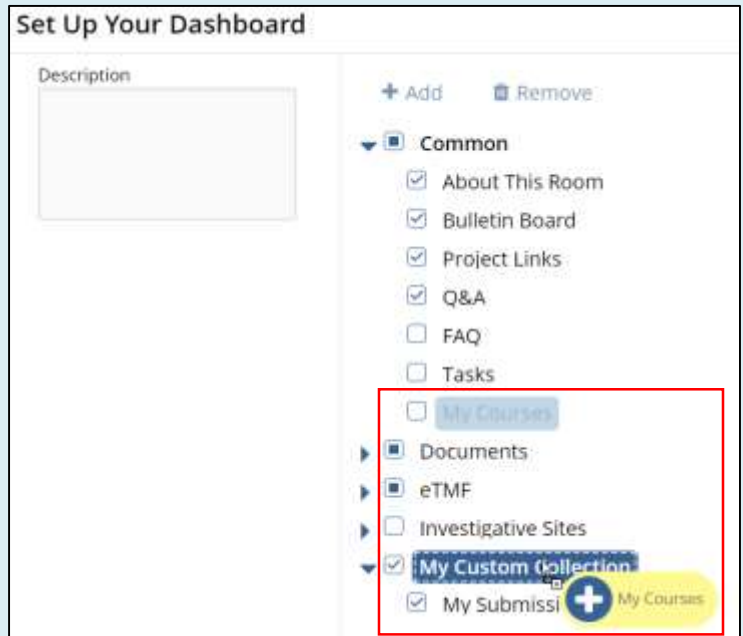 Set Up Your Dashboard
Description
Add Remove
Common
About This Room
Bulletin Board
Project Links
Q&A
FAQ
Tasks
My Courses
Documents
eTMF
Investigative Sites
My Custom Collection
My Submissi
My Courses